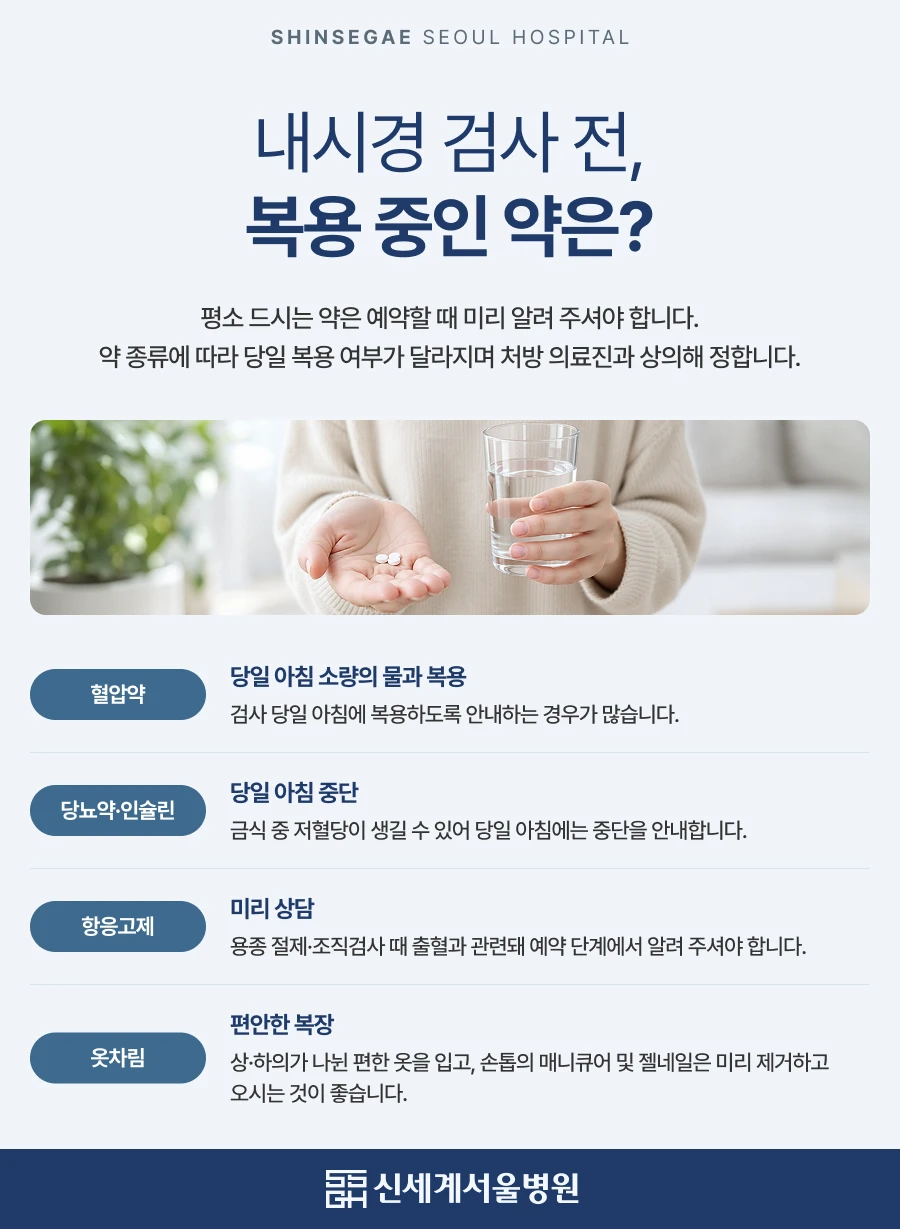 SHINSEGAE SEOUL HOSPITAL
내시경 검사 전,
복용 중인 약은?
평소 드시는 약은 예약할 때 미리 알려 주셔야 합니다.
약 종류에 따라 당일 복용 여부가 달라지며 처방 의료진과 상의해 정합니다.
혈압약
당일 아침 소량의 물과 복용
검사 당일 아침에 복용하도록 안내하는 경우가 많습니다.
당뇨약·인슐린
당일 아침 중단
금식 중 저혈당이 생길 수 있어 당일 아침에는 중단을 안내합니다.
항응고제
미리 상담
용종 절제·조직검사 때 출혈과 관련돼 예약 단계에서 알려 주셔야 합니다.
옷차림
편안한 복장
상·하의가 나뉜 편한 옷을 입고, 손톱의 매니큐어 및 젤네일은 미리 제거하고
오시는 것이 좋습니다.
신세계서울병원